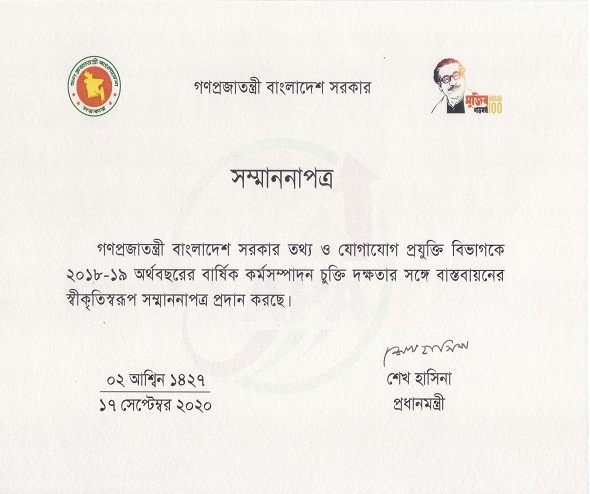 গণপ্রজাতন্ত্রী বাংলাদেশ সরকার
মুজিব
শতবর্ষ
100
সম্মাননাপত্র
গণপ্রজাতন্ত্রী বাংলাদেশ সরকার তথ্য ও যোগাযোগ প্রযুক্তি বিভাগকে
২০১৮-১৯ অর্থবছরের বার্ষিক কর্মসম্পাদন চুক্তি দক্ষতার সঙ্গে বাস্তবায়নের
স্বীকৃতিস্বরূপ সম্মাননাপত্র প্রদান করছে।
শেখ হাসিনা
০২ আশ্বিন ১৪২৭
১৭ সেপ্টেম্বর ২০২০
শেখ হাসিনা
প্রধানমন্ত্রী